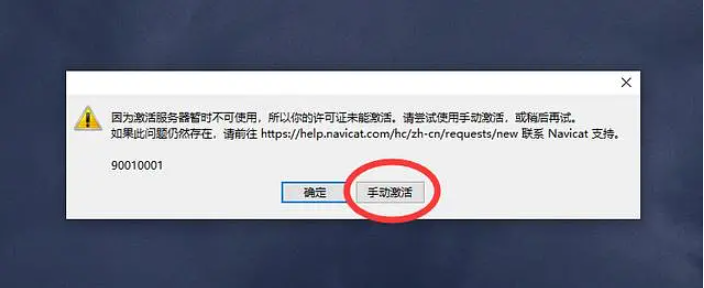 因为激活服务器暂时不可使用，所以你的许可证未能激活。请尝试使用手动激活，或稍后再试。
如果此问题仍然存在，请前往 https://help.navicat.com/hc/zh-cn/requests/new 联系 Navicat 支持。
90010001
确定
手动激活